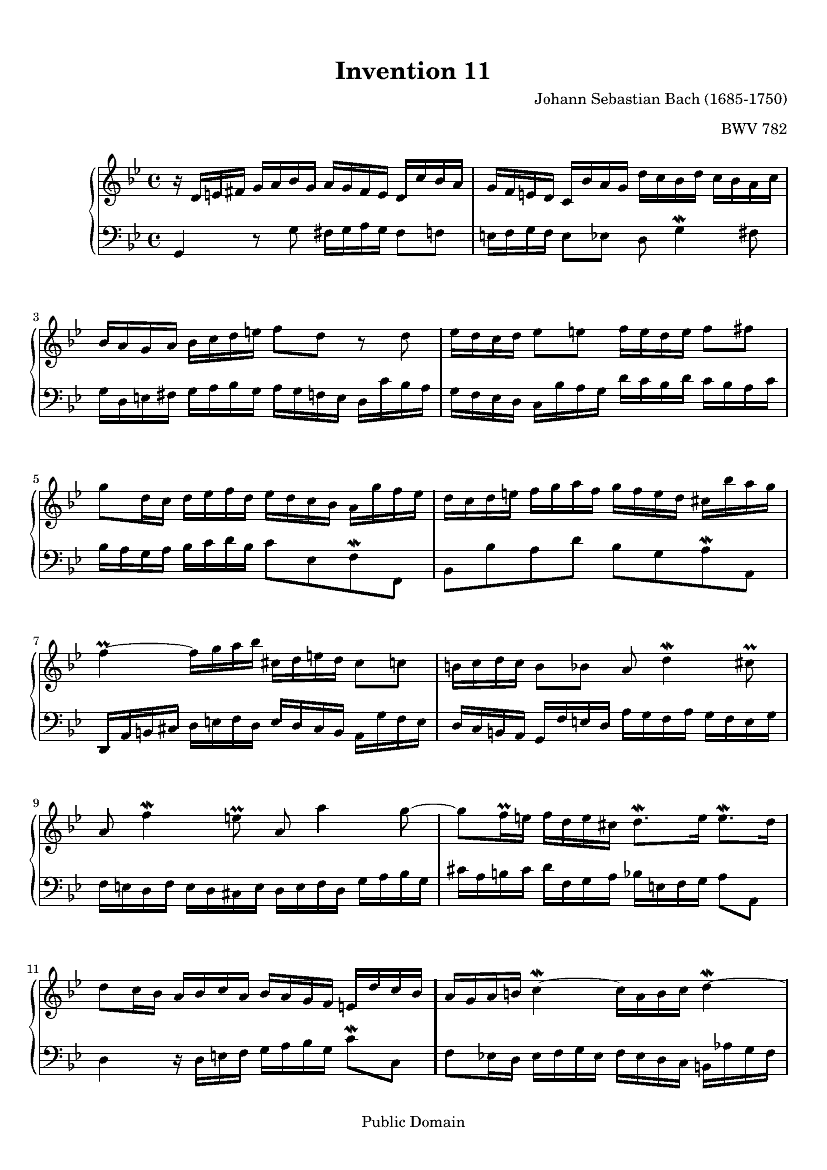 Invention 11
Johann Sebastian Bach (1685-1750)
BWV 782
3
5
7
9
11
Public Domain